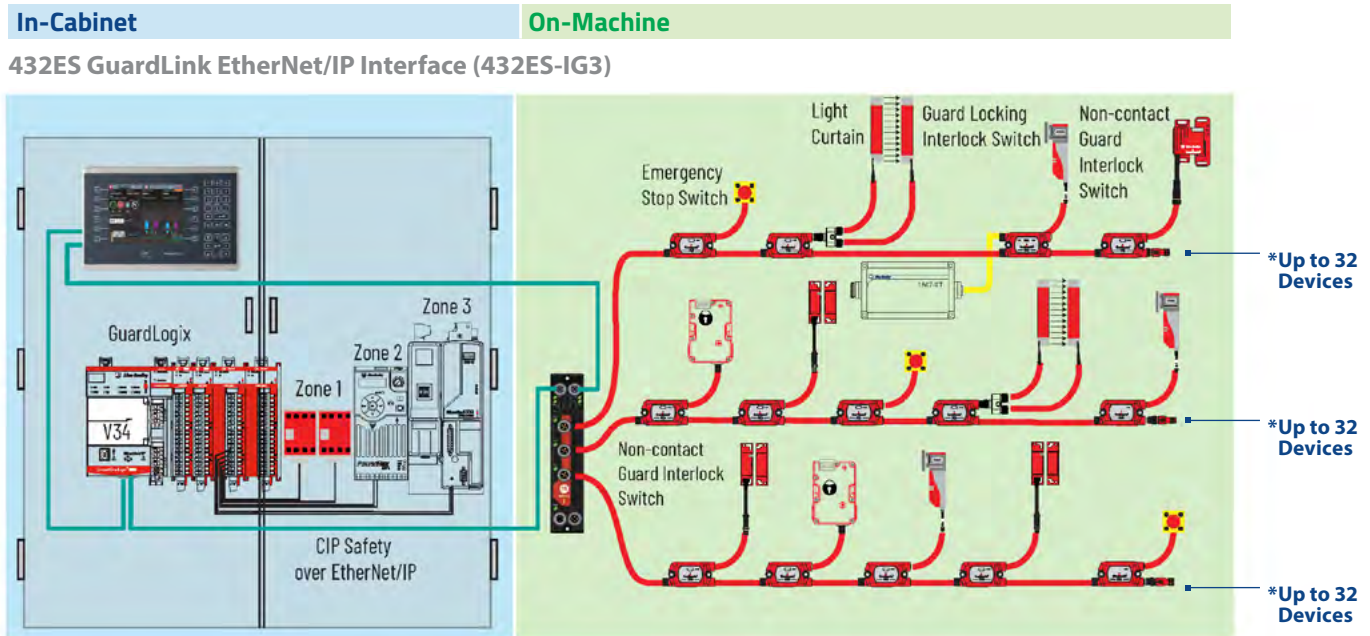 In-Cabinet
On-Machine
432ES GuardLink EtherNet/IP Interface (432ES-IG3)
Light
Curtain
Guard Locking
Interlock Switch
Non-contact
Guard
Interlock
Switch
Emergency
Stop Switch
*Up to 32
Devices
GuardLogix
Zone 1
Zone 2
Zone 3
V34
*Up to 32
Devices
Non-contact
Guard Interlock
Switch
CIP Safety
over EtherNet/IP
*Up to 32
Devices